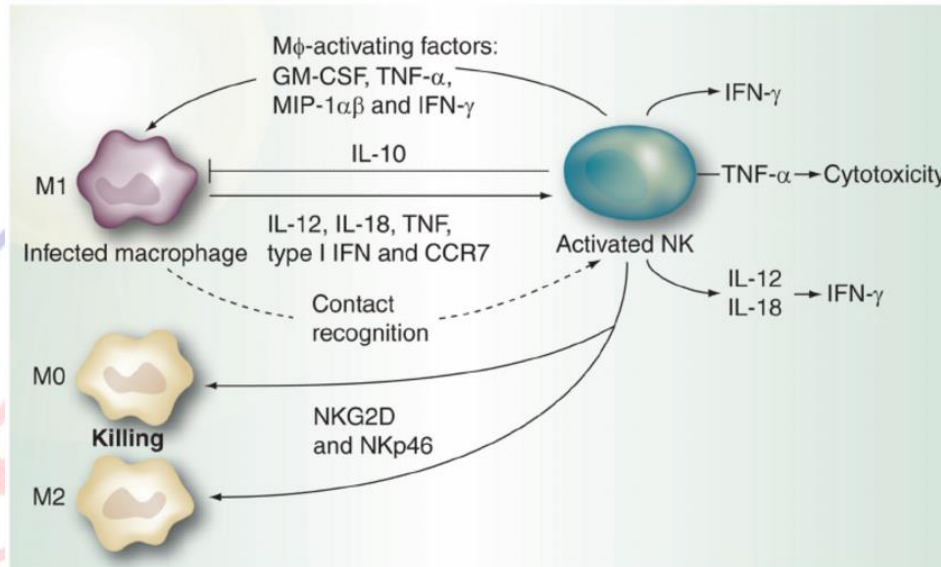 Mϕ-activating factors:
GM-CSF, TNF-α,
MIP-1αβ and IFN-γ
IFN-γ
IL-10
M1
TNF-α
Cytotoxicity
IL-12, IL-18, TNF,
type I IFN and CCR7
Infected macrophage
Activated NK
IL-12
IL-18
IFN-γ
Contact
recognition
M0
NKG2D
and NKp46
Killing
M2